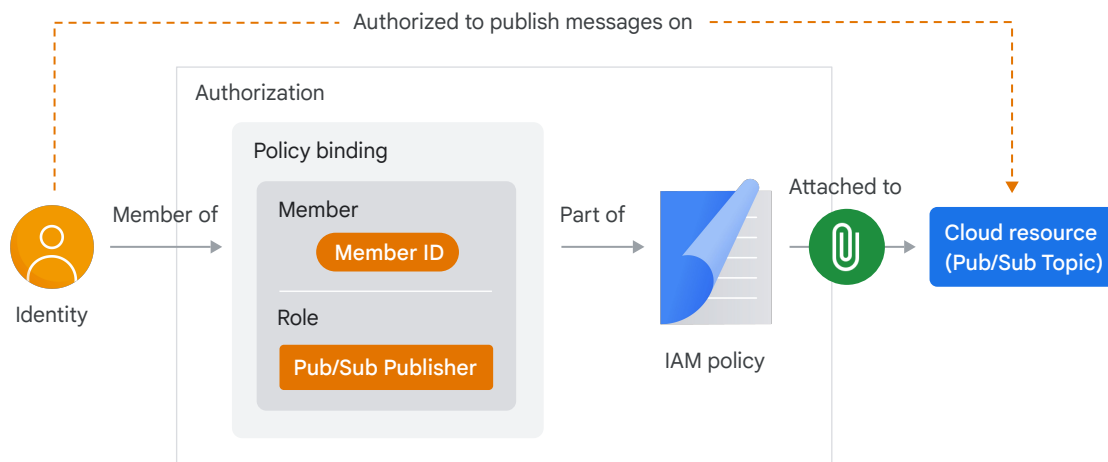 Authorized to publish messages on
Authorization
Policy binding
Member of
Member
Member ID
Role
Pub/Sub Publisher
Part of
Attached to
Cloud resource
(Pub/Sub Topic)
Identity
IAM policy